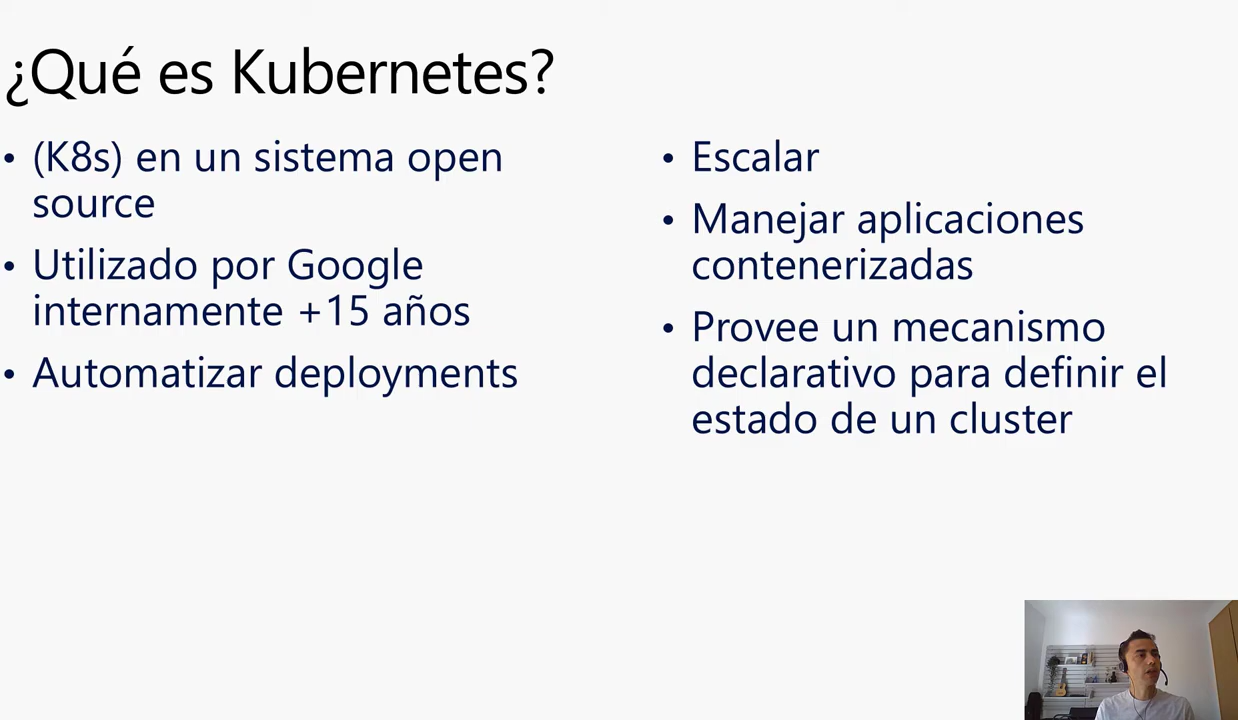 ¿Qué es Kubernetes?
• (K8s) en un sistema open
source
• Utilizado por Google
internamente +15 años
• Automatizar deployments
• Escalar
• Manejar aplicaciones
contenerizadas
• Provee un mecanismo
declarativo para definir el
estado de un cluster